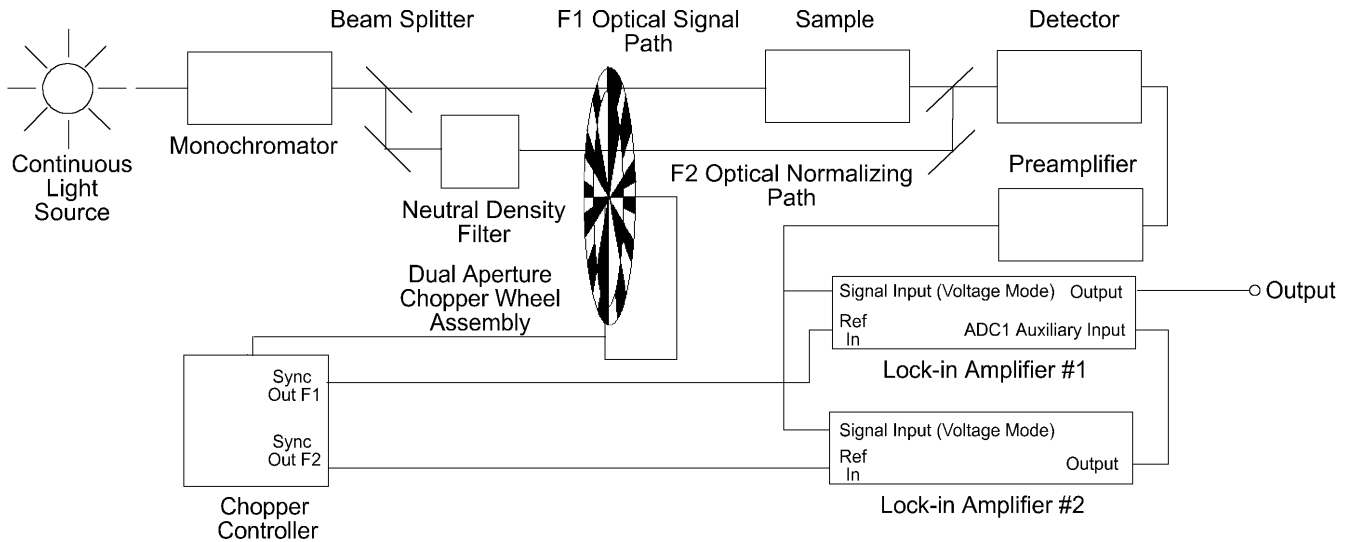 Beam Splitter
F1 Optical Signal
Path
Sample
Detector
Monochromator
Continuous
Light
Source
Neutral Density
Filter
F2 Optical Normalizing
Path
Preamplifier
Dual Aperture
Chopper Wheel
Assembly
Signal Input (Voltage Mode) Output
Ref
In
ADC1 Auxiliary Input
Output
Lock-in Amplifier #1
Sync
Out F1
Sync
Out F2
Chopper
Controller
Signal Input (Voltage Mode)
Ref
In
Output
Lock-in Amplifier #2